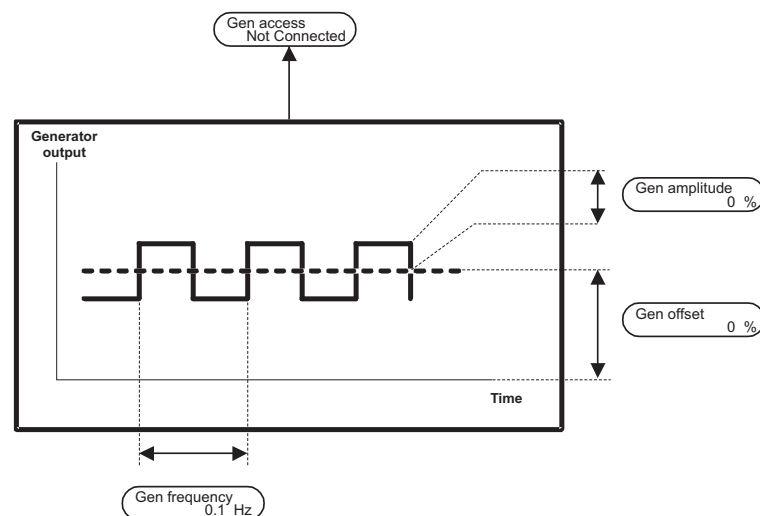 Gen access
Not Connected
Generator
output
Gen amplitude
0 %
Gen offset
0 %
Time
Gen frequency
0.1 Hz